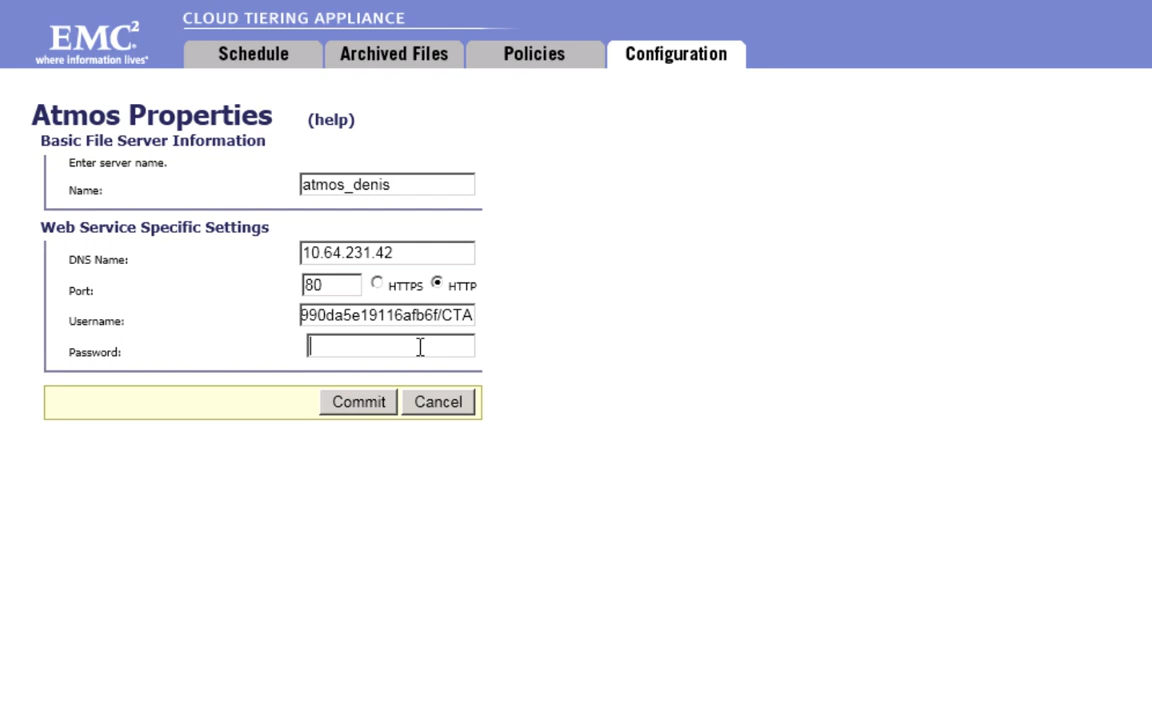 EMC²
where information lives®
CLOUD TIERING APPLIANCE
Schedule
Archived Files
Policies
Configuration
Atmos Properties (help)
Basic File Server Information
Enter server name.
Name: atmos_denis
Web Service Specific Settings
DNS Name: 10.64.231.42
Port: 80 HTTPS HTTP
Username: 990da5e19116afb6f/CTA
Password:
Commit Cancel